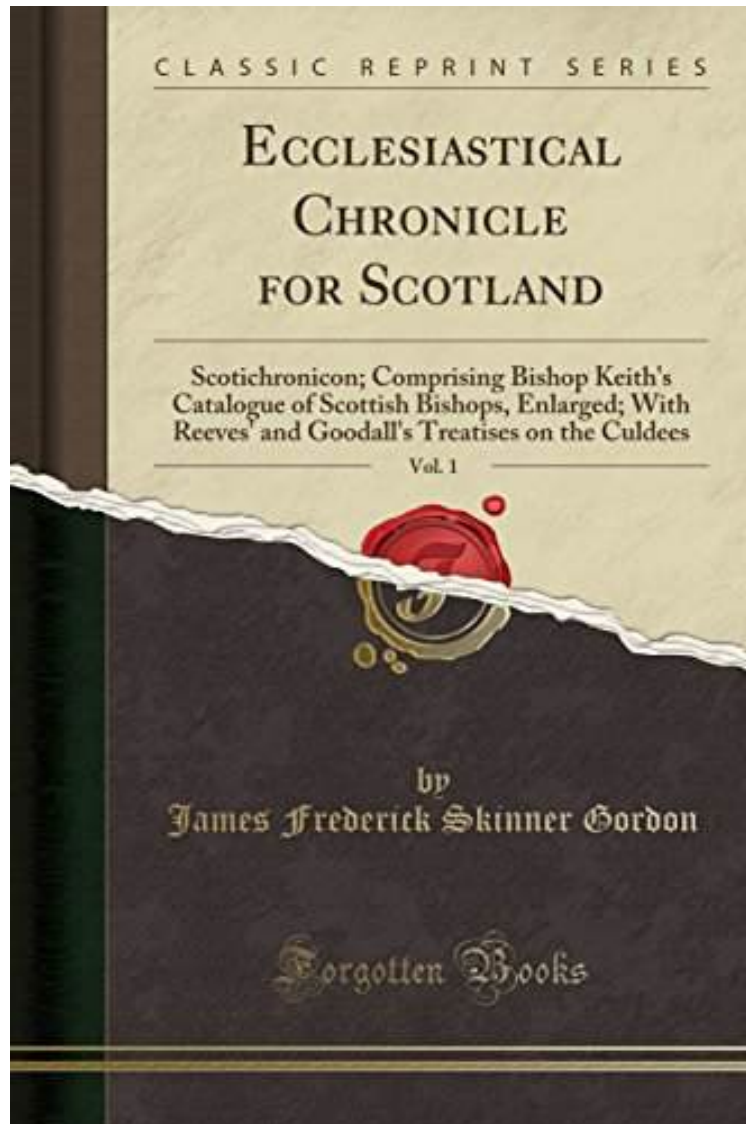 CLASSIC REPRINT SERIES
ECCLESIASTICAL
CHRONICLE
FOR SCOTLAND
Scotichronicon; Comprising Bishop Keith's
Catalogue of Scottish Bishops, Enlarged; With
Reeves' and Goodall's Treatises on the Culdees
Vol. 1
by
James Frederick Skinner Gordon
Forgotten Books